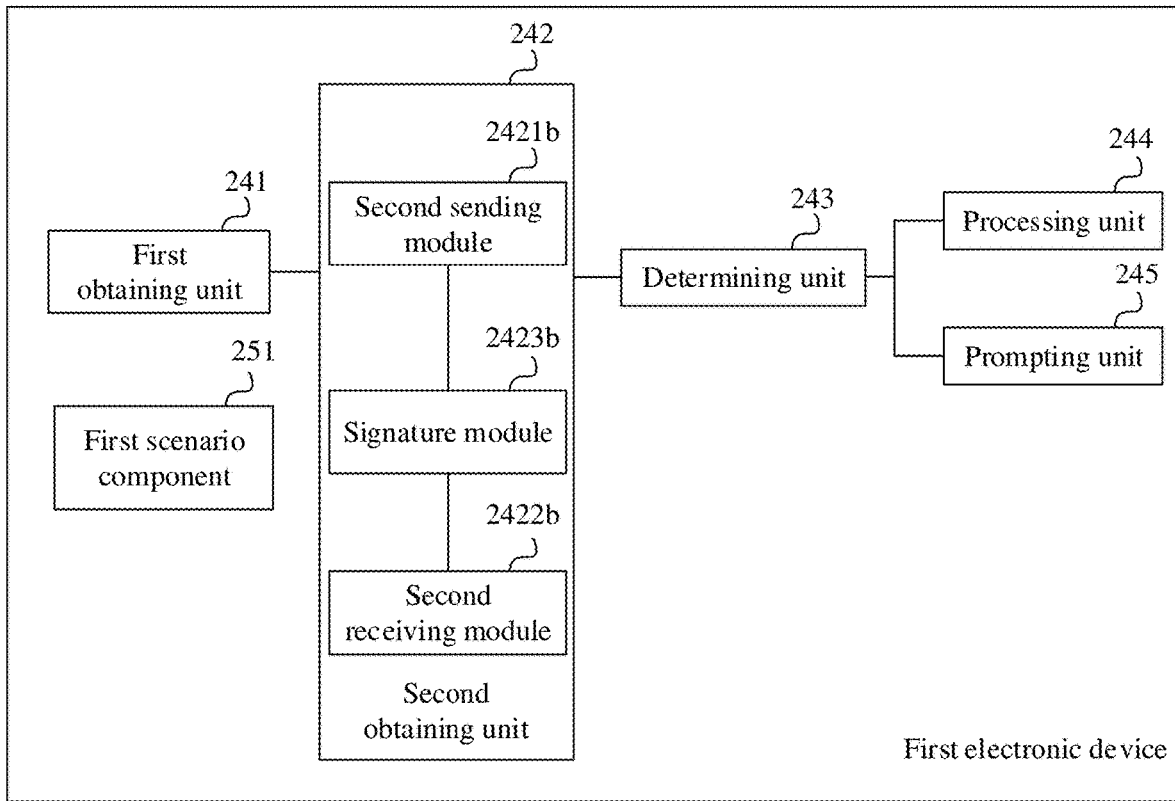 242
2421b
Second sending
module
241
First
obtaining unit
243
Determining unit
244
Processing unit
245
Prompting unit
2423b
Signature module
251
First scenario
component
2422b
Second
receiving module
Second
obtaining unit
First electronic device